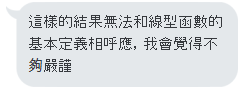 這樣的結果無法和線型函數的
基本定義相呼應，我會覺得不
夠嚴謹